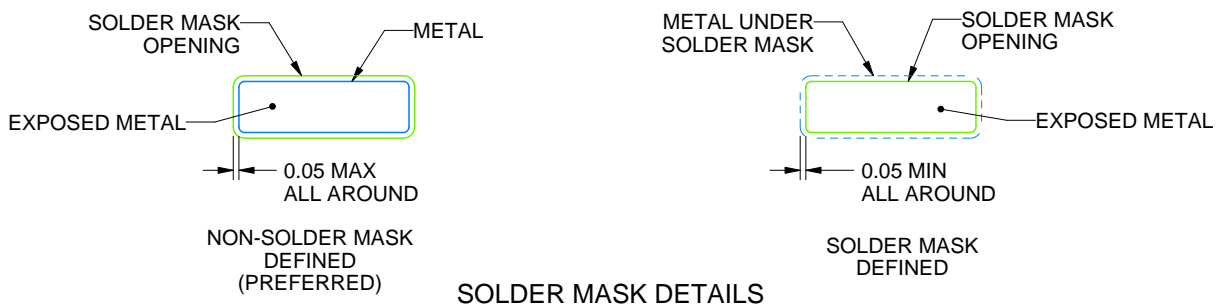 SOLDER MASK
OPENING
METAL
EXPOSED METAL
0.05 MAX
ALL AROUND
NON-SOLDER MASK
DEFINED
(PREFERRED)
METAL UNDER
SOLDER MASK
SOLDER MASK
OPENING
EXPOSED METAL
0.05 MIN
ALL AROUND
SOLDER MASK
DEFINED
SOLDER MASK DETAILS